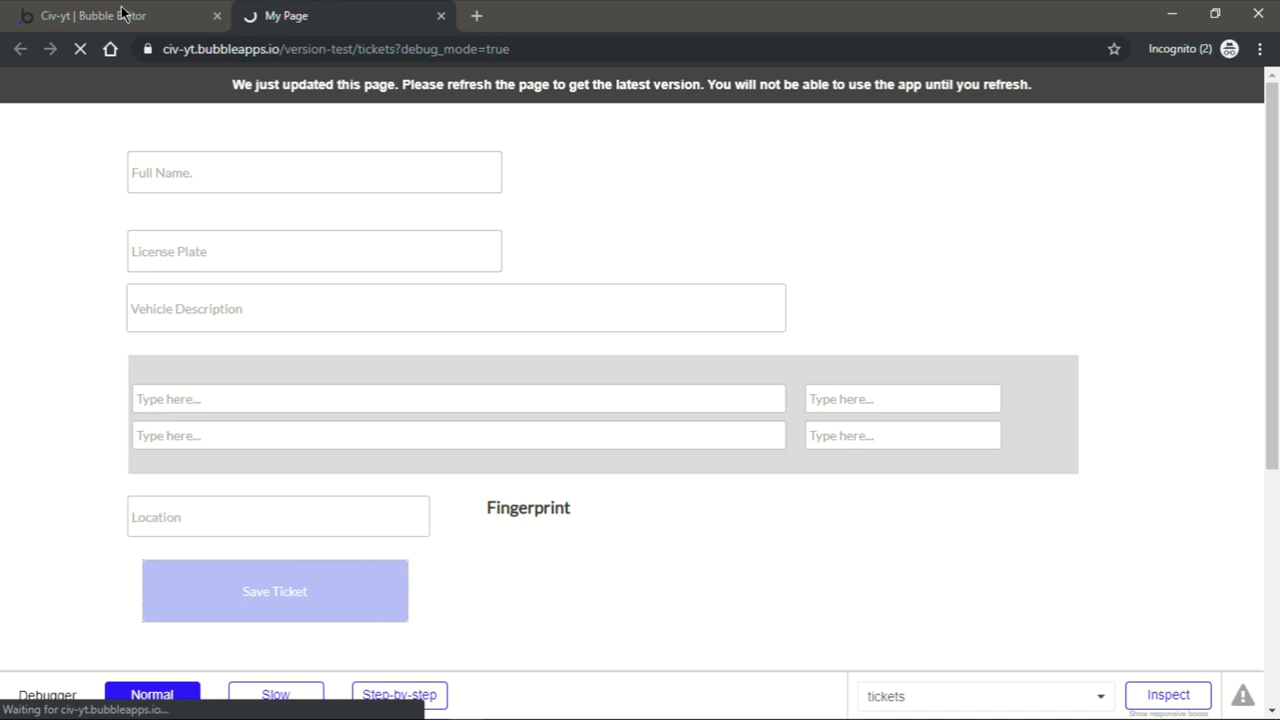 Civ-yt | Bubble Editor
My Page
civ-yt.bubbleapps.io/version-test/tickets?debug_mode=true
Incognito (2)
We just updated this page. Please refresh the page to get the latest version. You will not be able to use the app until you refresh.
Full Name.
License Plate
Vehicle Description
Type here...
Type here...
Type here...
Type here...
Location
Fingerprint
Save Ticket
Debugger
Normal
Slow
Step-by-step
tickets
Inspect
Show responsive boxes
Waiting for civ-yt.bubbleapps.io...